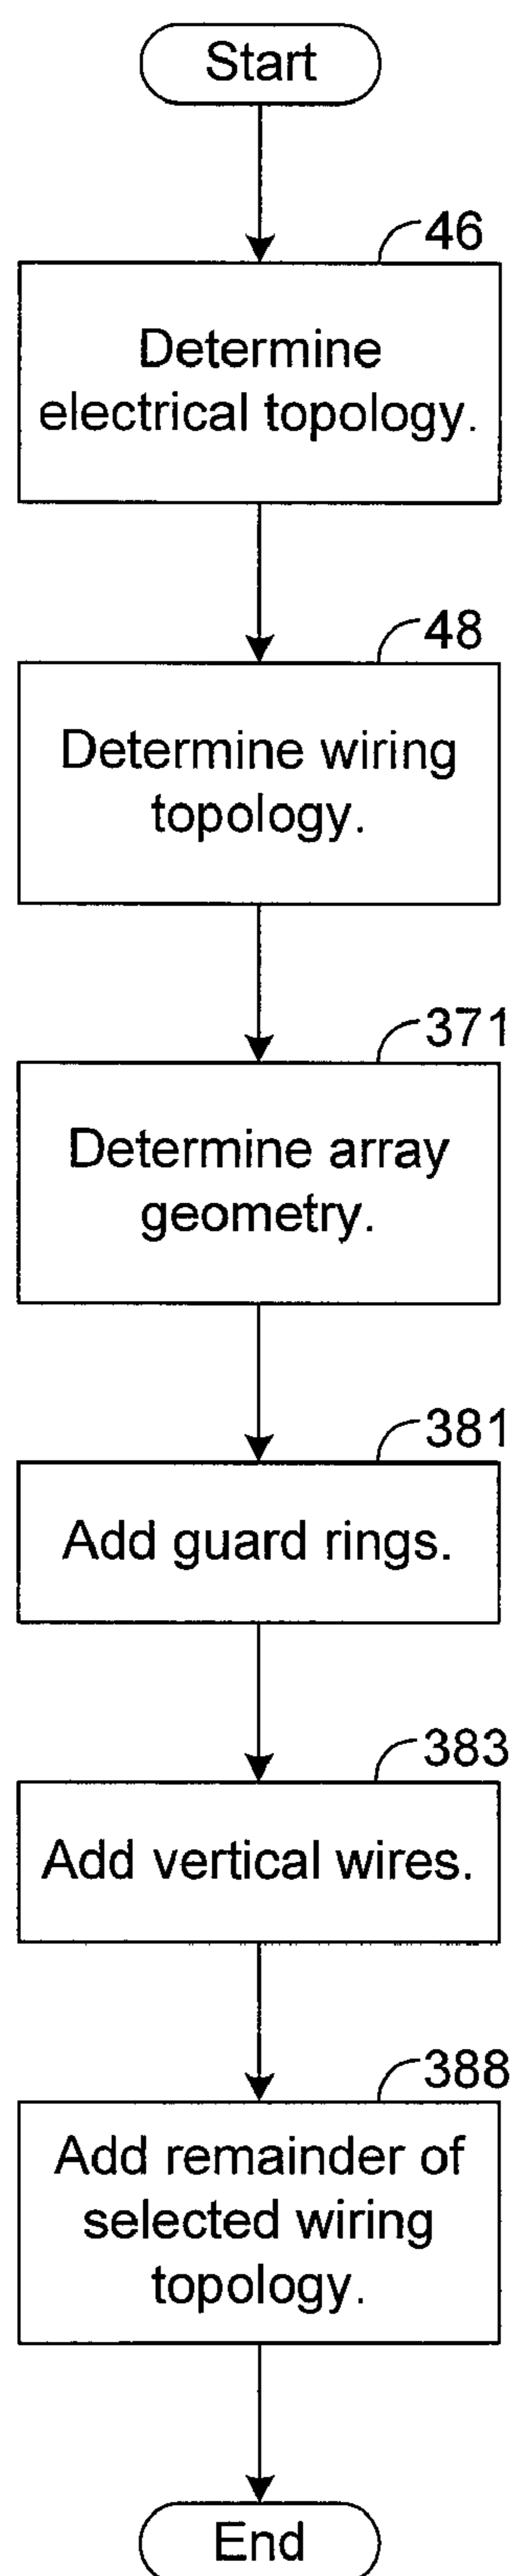 Start
46
Determine
electrical topology.
48
Determine wiring
topology.
371
Determine array
geometry.
381
Add guard rings.
383
Add vertical wires.
388
Add remainder of
selected wiring
topology.
End